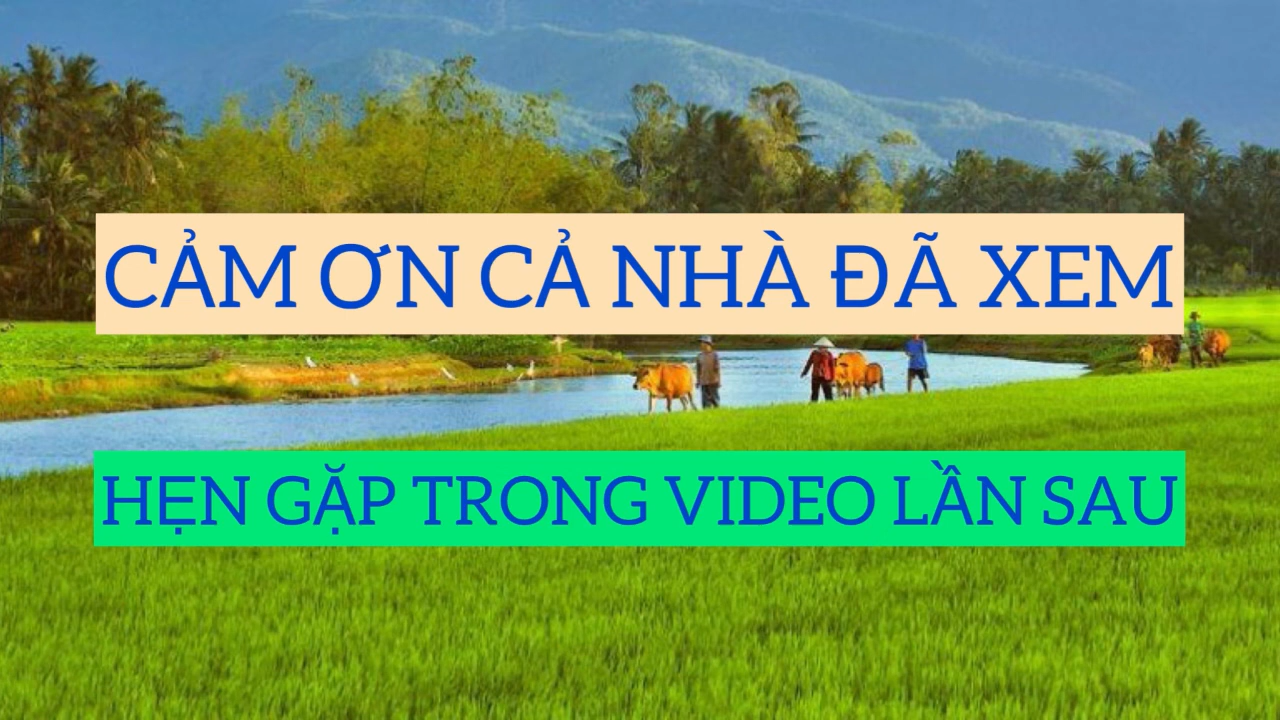 CẢM ƠN CẢ NHÀ ĐÃ XEM
HẸN GẶP TRONG VIDEO LẦN SAU